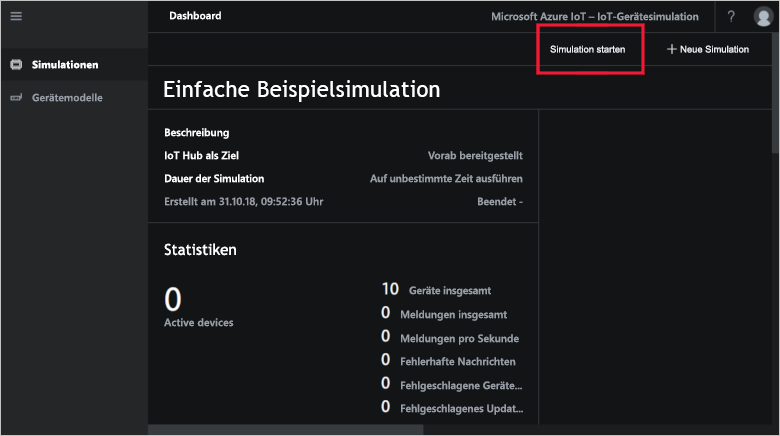 Dashboard
Microsoft Azure IoT – IoT-Gerätesimulation
?
Simulation starten
+ Neue Simulation
Simulationen
Gerätemodelle
Einfache Beispielsimulation
Beschreibung
IoT Hub als Ziel Vorab bereitgestellt
Dauer der Simulation Auf unbestimmte Zeit ausführen
Erstellt am 31.10.18, 09:52:36 Uhr Beendet -
Statistiken
0
Active devices
10 Geräte insgesamt
0 Meldungen insgesamt
0 Meldungen pro Sekunde
0 Fehlerhafte Nachrichten
0 Fehlgeschlagene Geräte...
0 Fehlgeschlagenes Updat...